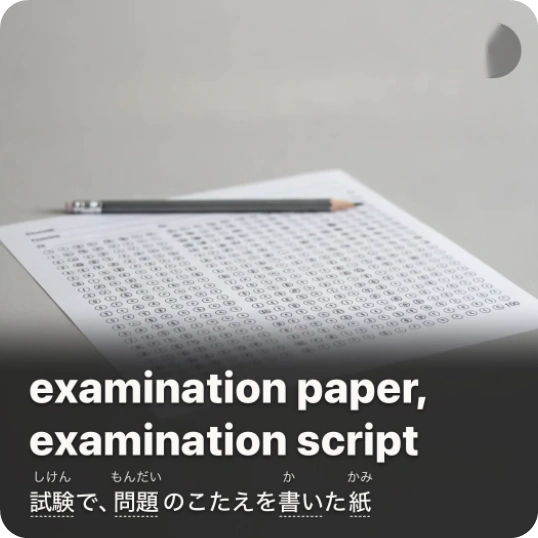 examination paper,
examination script
しけん もんだい か かみ
試験で、問題のこたえを書いた紙